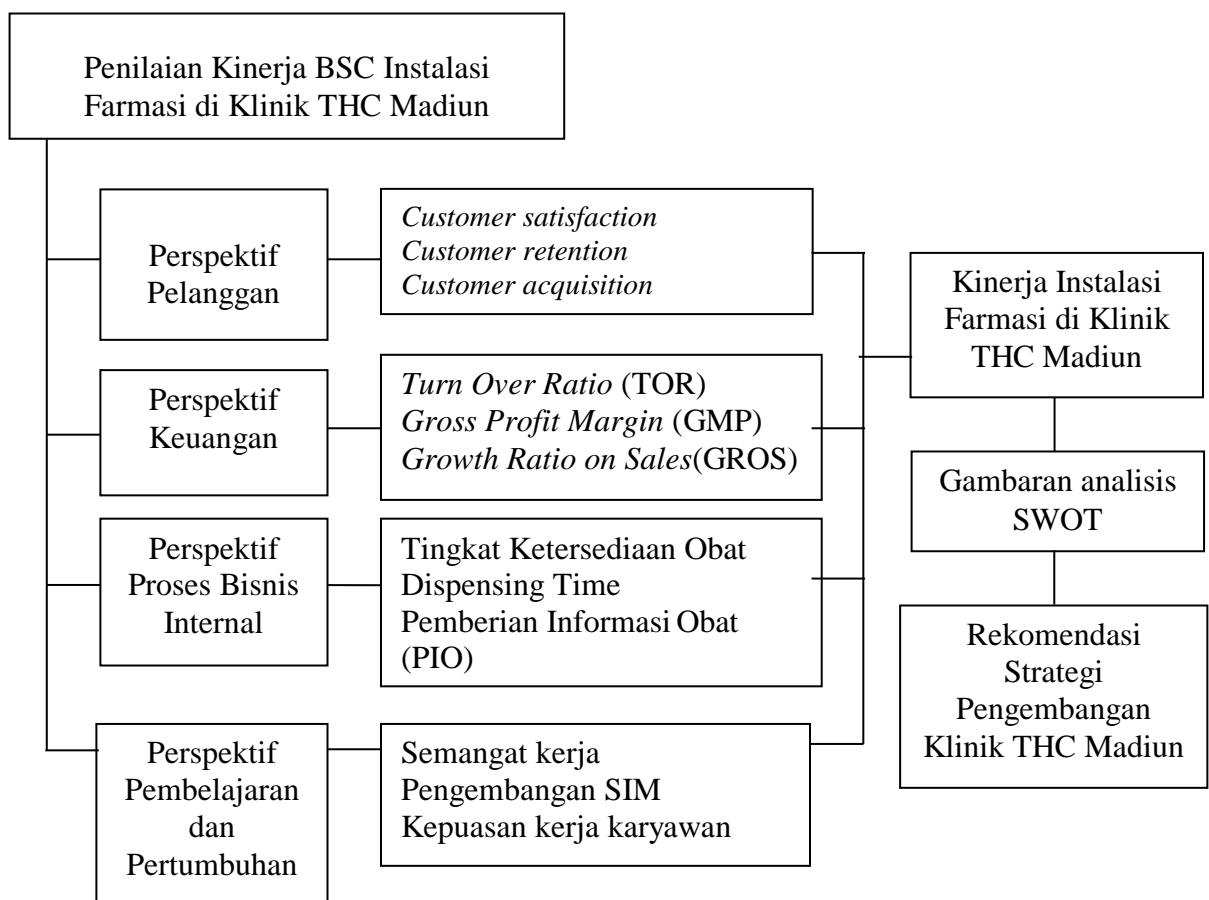 Penilaian Kinerja BSC Instalasi
Farmasi di Klinik THC Madiun
Perspektif
Pelanggan
Customer satisfaction
Customer retention
Customer acquisition
Perspektif
Keuangan
Turn Over Ratio (TOR)
Gross Profit Margin (GMP)
Growth Ratio on Sales(GROS)
Perspektif
Proses Bisnis
Internal
Tingkat Ketersediaan Obat
Dispensing Time
Pemberian Informasi Obat
(PIO)
Perspektif
Pembelajaran
dan
Pertumbuhan
Semangat kerja
Pengembangan SIM
Kepuasan kerja karyawan
Kinerja Instalasi
Farmasi di Klinik
THC Madiun
Gambaran analisis
SWOT
Rekomendasi
Strategi
Pengembangan
Klinik THC Madiun